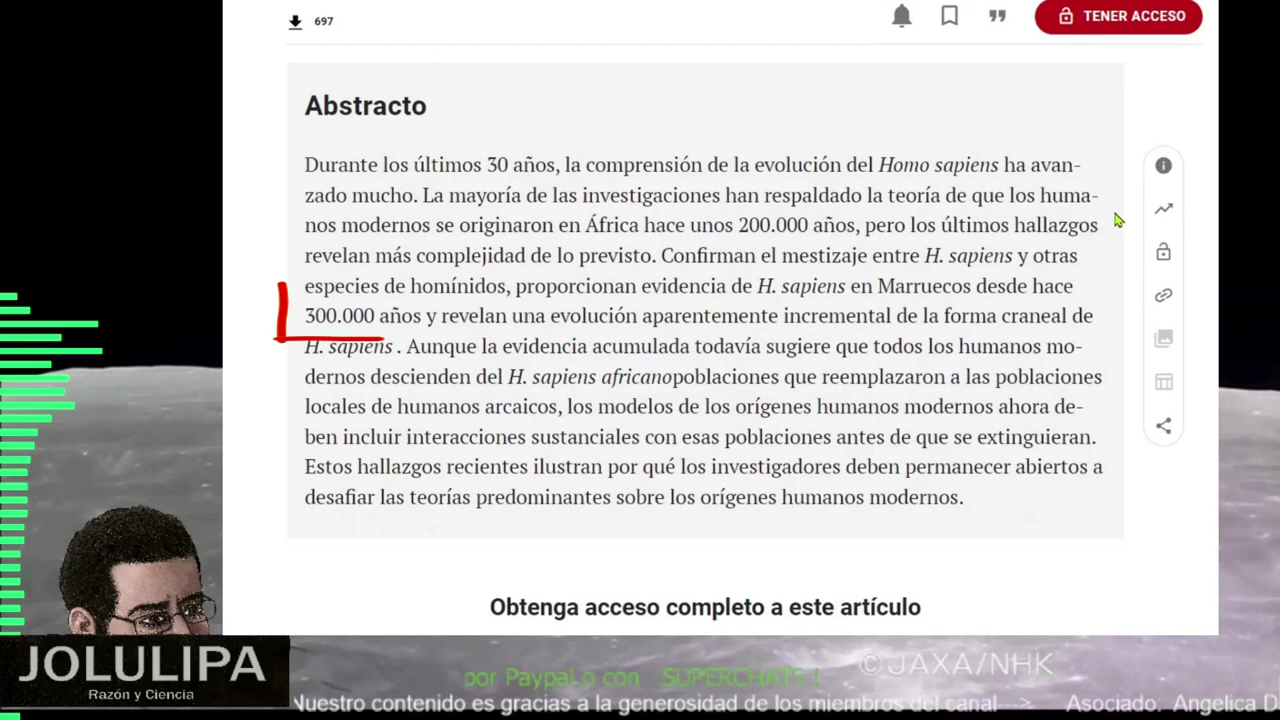 697
TENER ACCESO
Abstracto
Durante los últimos 30 años, la comprensión de la evolución del Homo sapiens ha avan-
zado mucho. La mayoría de las investigaciones han respaldado la teoría de que los huma-
nos modernos se originaron en África hace unos 200.000 años, pero los últimos hallazgos
revelan más complejidad de lo previsto. Confirman el mestizaje entre H. sapiens y otras
especies de homínidos, proporcionan evidencia de H. sapiens en Marruecos desde hace
300.000 años y revelan una evolución aparentemente incremental de la forma craneal de
H. sapiens . Aunque la evidencia acumulada todavía sugiere que todos los humanos mo-
dernos descienden del H. sapiens africanopoblaciones que reemplazaron a las poblaciones
locales de humanos arcaicos, los modelos de los orígenes humanos modernos ahora de-
ben incluir interacciones sustanciales con esas poblaciones antes de que se extinguieran.
Estos hallazgos recientes ilustran por qué los investigadores deben permanecer abiertos a
desafiar las teorías predominantes sobre los orígenes humanos modernos.
Obtenga acceso completo a este artículo
JOLULIPA
Razón y Ciencia
©JAXA/NHK
por Paypal o con SUPERCHATS !
Nuestro contenido es gracias a la generosidad de los miembros del canal---> Asociado: Angelica D